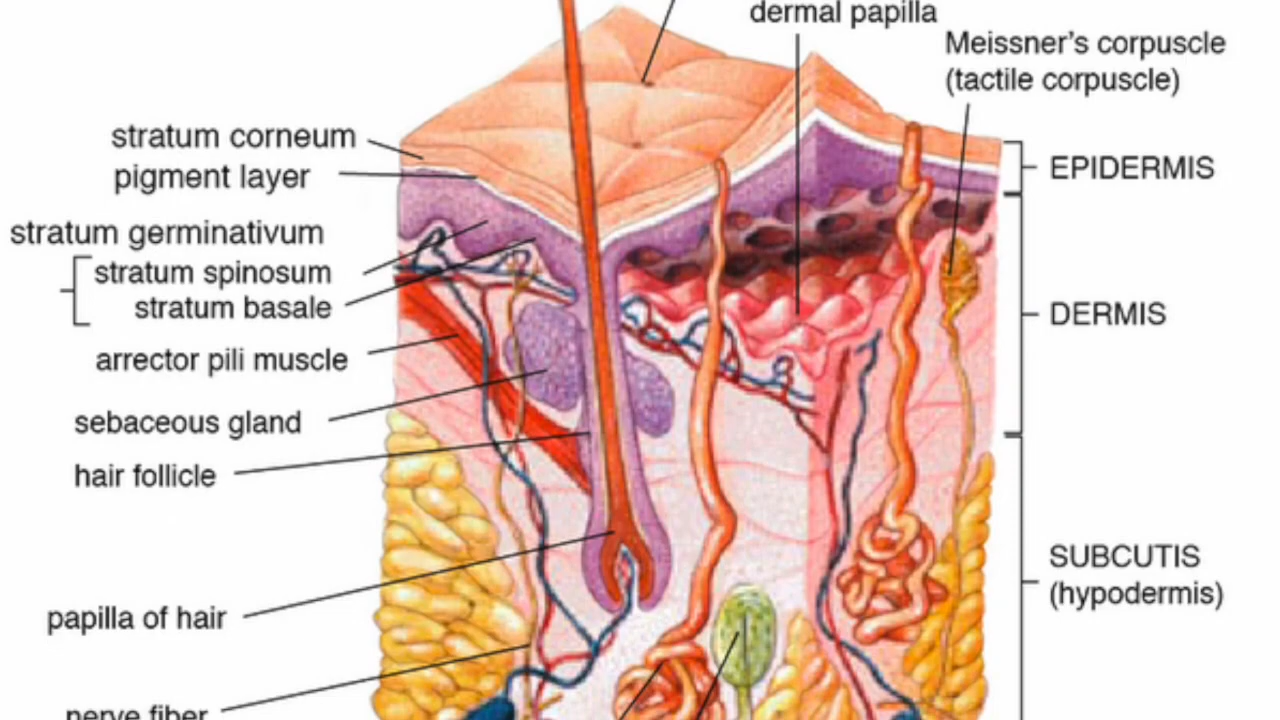 dermal papilla
Meissner's corpuscle
(tactile corpuscle)
stratum corneum
pigment layer
stratum germinativum
stratum spinosum
stratum basale
arrector pili muscle
sebaceous gland
hair follicle
papilla of hair
nerve fiber
EPIDERMIS
DERMIS
SUBCUTIS
(hypodermis)